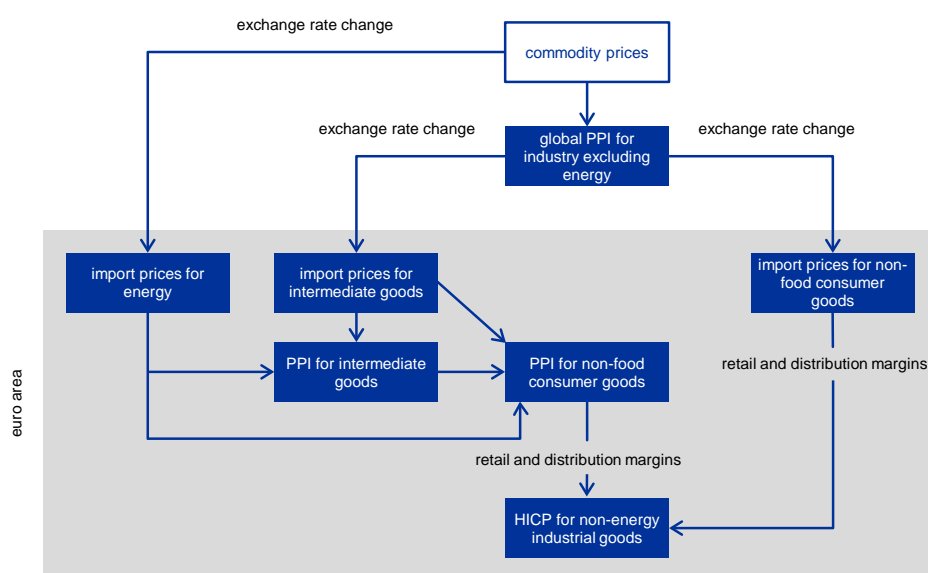 exchange rate change
commodity prices
exchange rate change
global PPI for
industry excluding
energy
exchange rate change
import prices for
energy
import prices for
intermediate goods
import prices for non-
food consumer
goods
PPI for intermediate
goods
PPI for non-food
consumer goods
retail and distribution margins
euro area
retail and distribution margins
HICP for non-energy
industrial goods